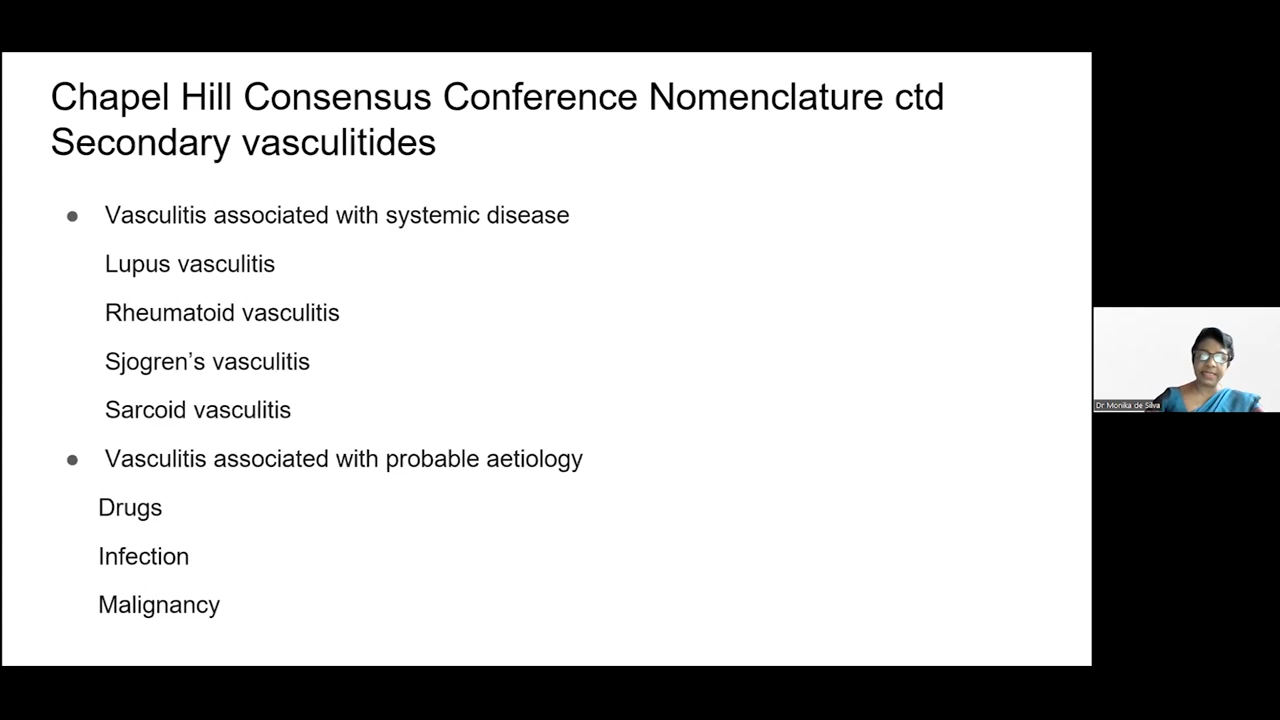 Chapel Hill Consensus Conference Nomenclature ctd
Secondary vasculitides
● Vasculitis associated with systemic disease
Lupus vasculitis
Rheumatoid vasculitis
Sjogren’s vasculitis
Sarcoid vasculitis
● Vasculitis associated with probable aetiology
Drugs
Infection
Malignancy
Dr Monika de Silva